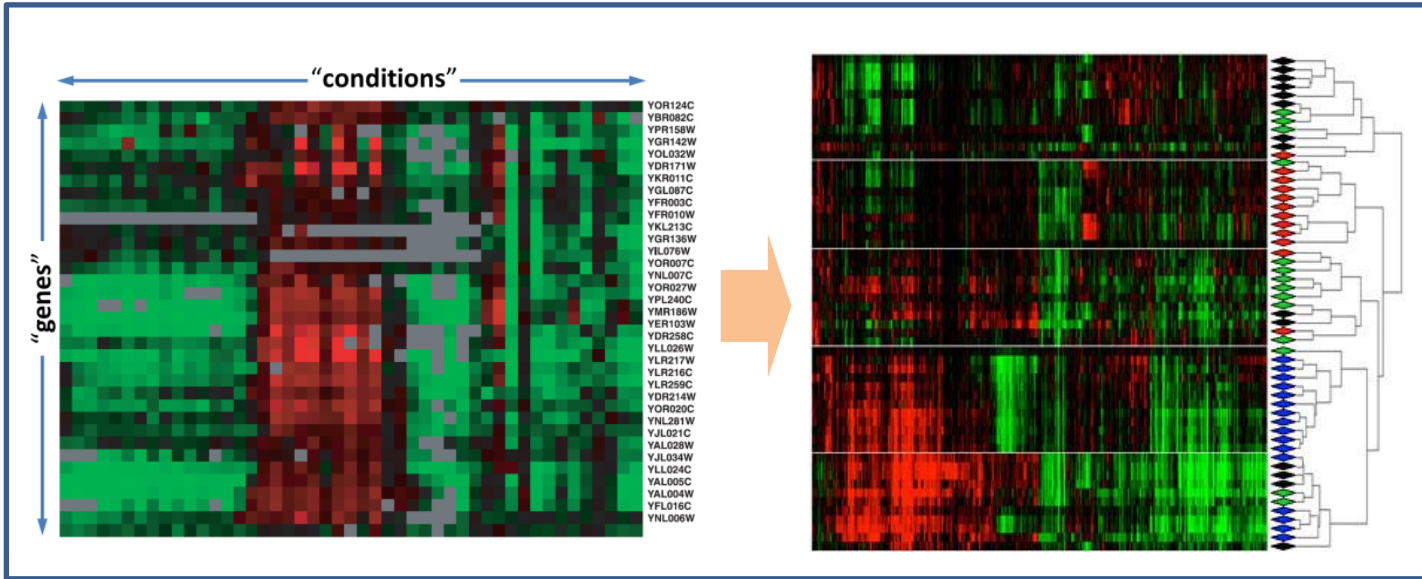 “conditions”
“genes”
YOR124C
YBR082C
YPR158W
YGR142W
YOL032W
YDR171W
YKR011C
YGL087C
YFR003C
YFR010W
YKL213C
YGR136W
YIL076W
YOR007C
YNL007C
YOR027W
YPL240C
YMR186W
YER103W
YDR258C
YLL026W
YLR217W
YLR216C
YLR259C
YDR214W
YOR020C
YNL281W
YJL021C
YAL028W
YJL034W
YLL024C
YAL005C
YAL004W
YFL016C
YNL006W